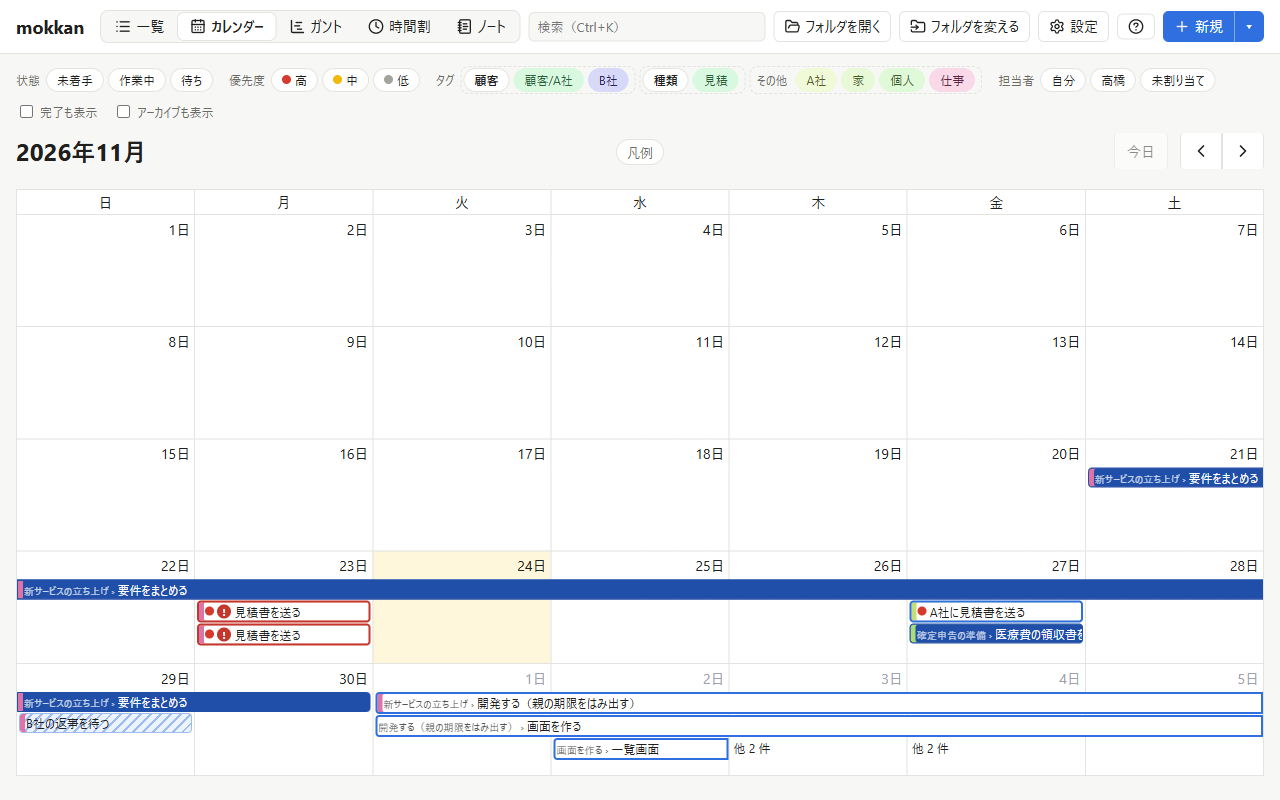 mokkan 一覧 カレンダー ガント 時間割 ノート 検索（Ctrl+K） フォルダを開く フォルダを変える 設定 新規
状態 未着手 作業中 待ち 優先度 高 中 低 タグ 顧客 顧客/A社 B社 種類 見積 その他 A社 家 個人 仕事 担当者 自分 高橋 未割り当て
完了も表示 アーカイブも表示
2026年11月 凡例 今日
日 月 火 水 木 金 土
1日 2日 3日 4日 5日 6日 7日
8日 9日 10日 11日 12日 13日 14日
15日 16日 17日 18日 19日 20日 21日
新サービスの立ち上げ › 要件をまとめる
22日 23日 24日 25日 26日 27日 28日
新サービスの立ち上げ › 要件をまとめる
見積書を送る A社に見積書を送る
見積書を送る 確定申告の準備 › 医療費の領収書を
29日 30日 1日 2日 3日 4日 5日
新サービスの立ち上げ › 要件をまとめる 新サービスの立ち上げ › 開発する（親の期限をはみ出す）
B社の返事を待つ 開発する（親の期限をはみ出す） › 画面を作る
画面を作る › 一覧画面 他 2 件 他 2 件